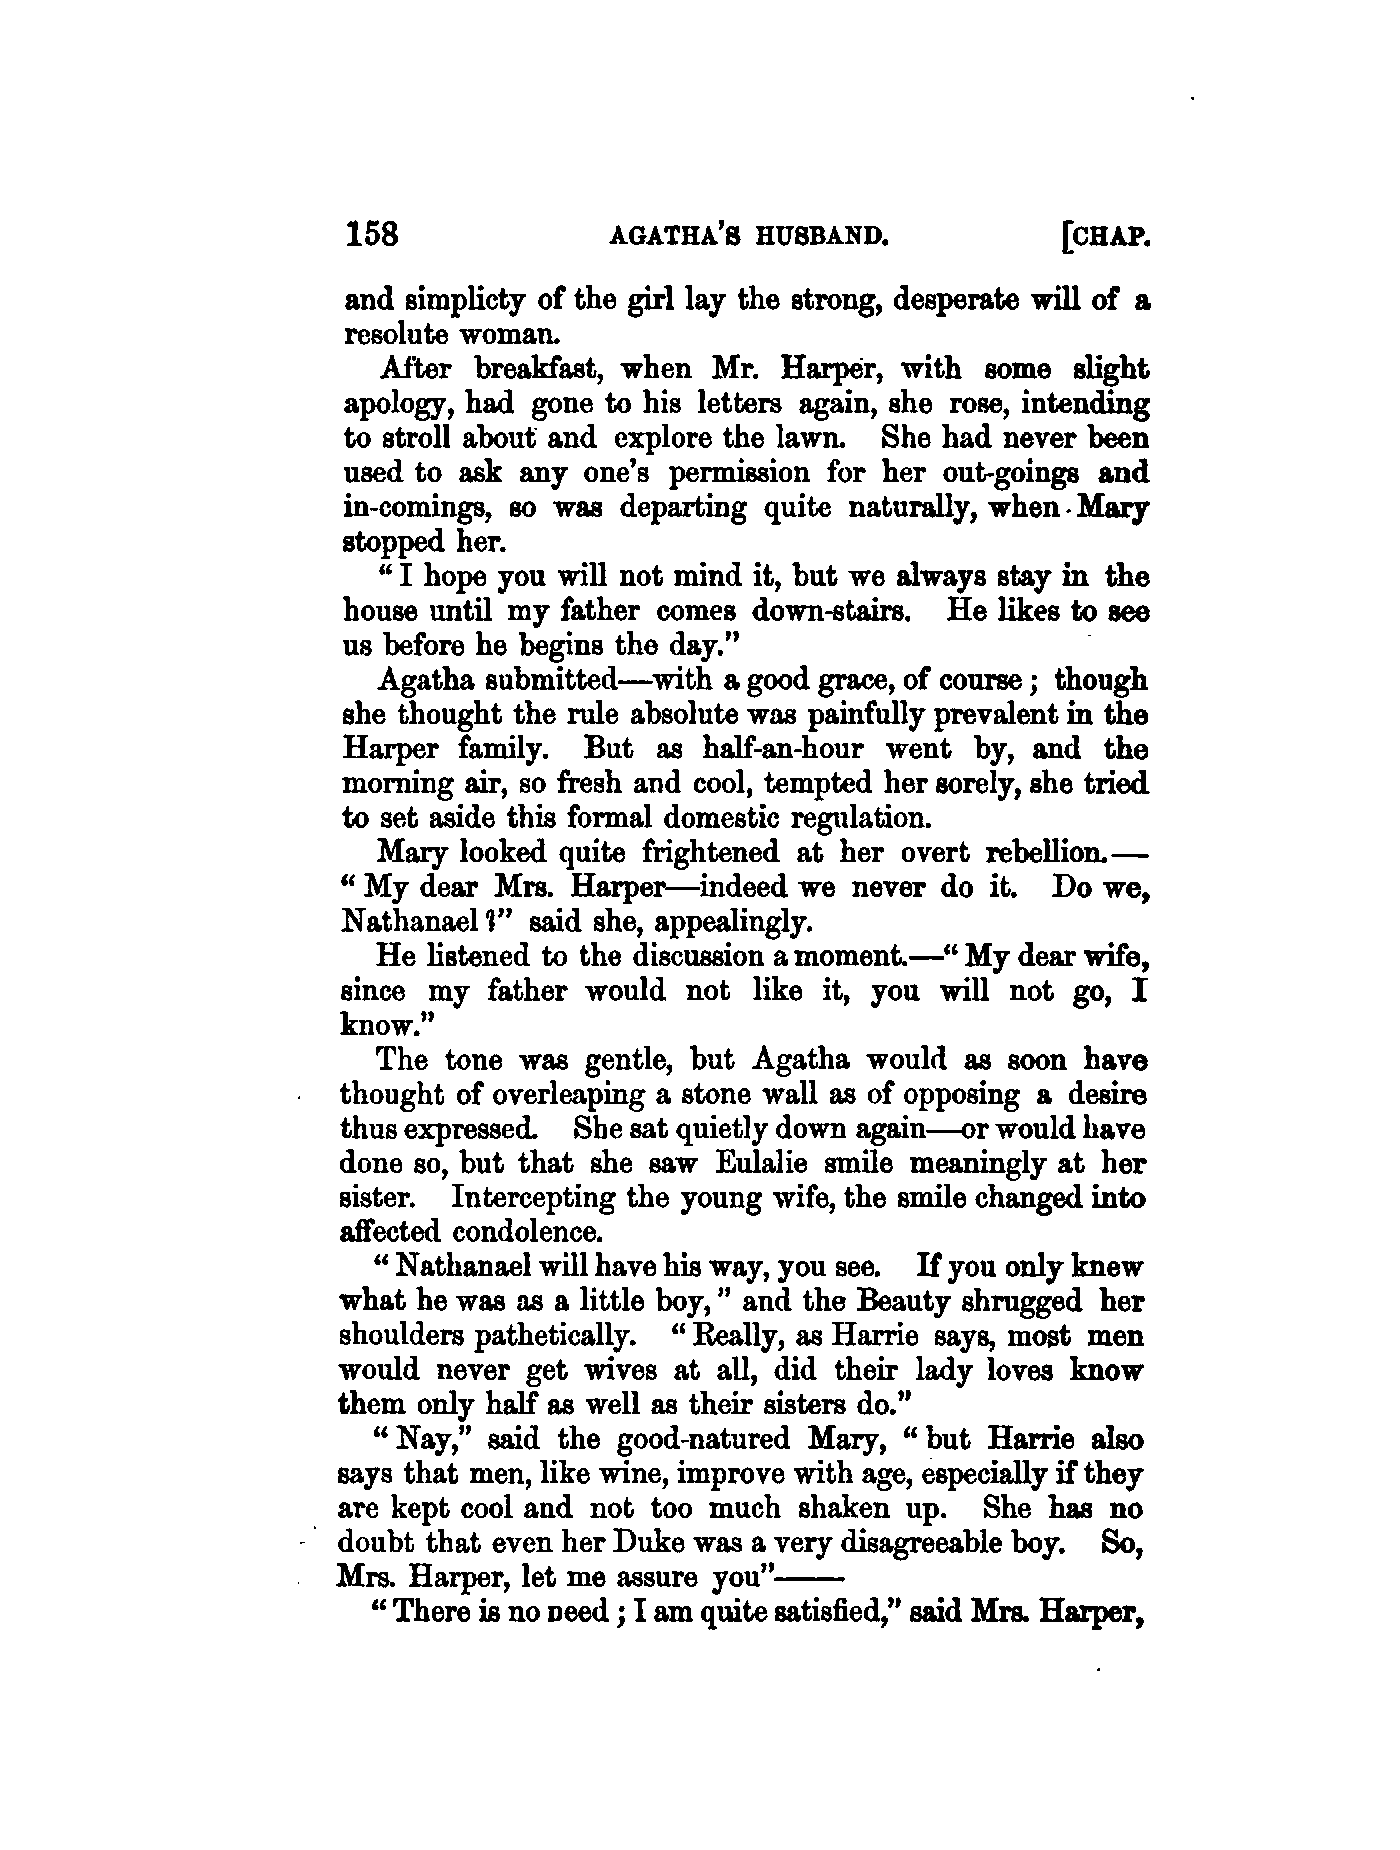 158 AGATHA'S HUSBAND. [CHAP.
and simplicty of the girl lay the strong, desperate will of a
resolute woman.
After breakfast, when Mr. Harper, with some slight
apology, had gone to his letters again, she rose, intending
to stroll about and explore the lawn. She had never been
used to ask any one's permission for her out-goings and
in-comings, so was departing quite naturally, when Mary
stopped her.
"I hope you will not mind it, but we always stay in the
house until my father comes down-stairs. He likes to see
us before he begins the day."
Agatha submitted—with a good grace, of course; though
she thought the rule absolute was painfully prevalent in the
Harper family. But as half-an-hour went by, and the
morning air, so fresh and cool, tempted her sorely, she tried
to set aside this formal domestic regulation.
Mary looked quite frightened at her overt rebellion.—
"My dear Mrs. Harper—indeed we never do it. Do we,
Nathanael?" said she, appealingly.
He listened to the discussion a moment.—"My dear wife,
since my father would not like it, you will not go, I
know."
The tone was gentle, but Agatha would as soon have
thought of overleaping a stone wall as of opposing a desire
thus expressed. She sat quietly down again—or would have
done so, but that she saw Eulalie smile meaningly at her
sister. Intercepting the young wife, the smile changed into
affected condolence.
"Nathanael will have his way, you see. If you only knew
what he was as a little boy," and the Beauty shrugged her
shoulders pathetically. "Really, as Harrie says, most men
would never get wives at all, did their lady loves know
them only half as well as their sisters do."
"Nay," said the good-natured Mary, "but Harrie also
says that men, like wine, improve with age, especially if they
are kept cool and not too much shaken up. She has no
doubt that even her Duke was a very disagreeable boy. So,
Mrs. Harper, let me assure you"——
"There is no need; I am quite satisfied," said Mrs. Harper,